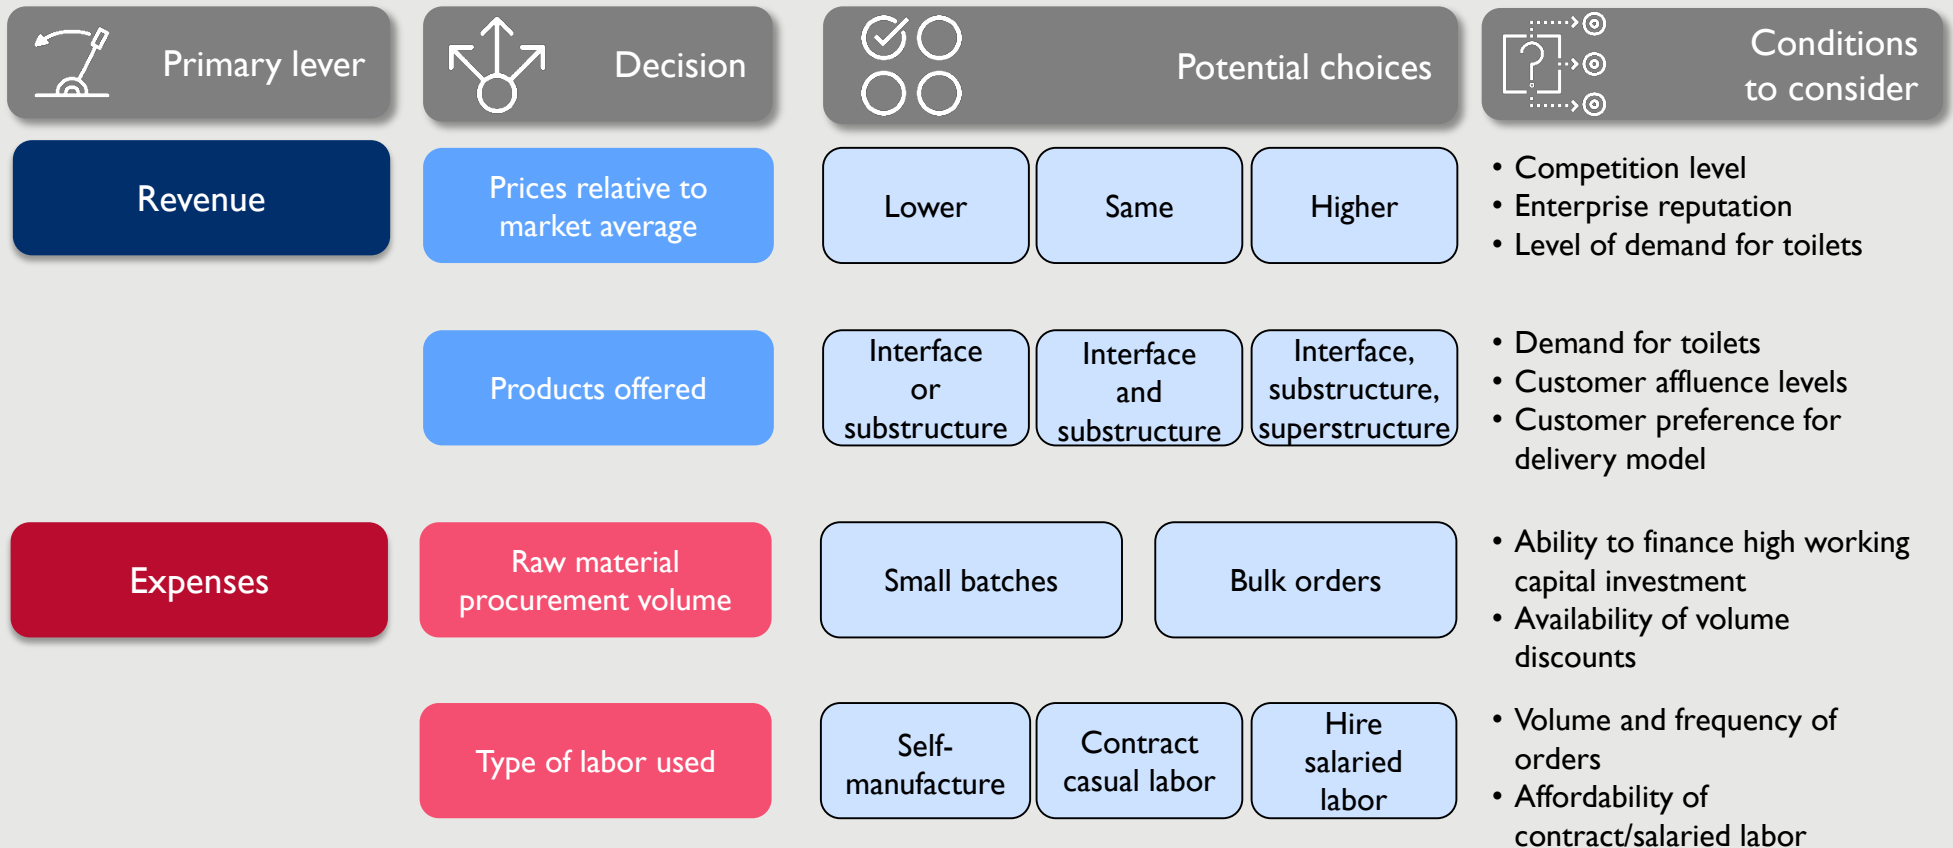 Primary lever
Decision
Potential choices
Conditions
to consider
Revenue
Prices relative to
market average
Lower
Same
Higher
• Competition level
• Enterprise reputation
• Level of demand for toilets
Products offered
Interface
or
substructure
Interface
and
substructure
Interface,
substructure,
superstructure
• Demand for toilets
• Customer affluence levels
• Customer preference for
delivery model
Expenses
Raw material
procurement volume
Small batches
Bulk orders
• Ability to finance high working
capital investment
• Availability of volume
discounts
Type of labor used
Self-
manufacture
Contract
casual labor
Hire
salaried
labor
• Volume and frequency of
orders
• Affordability of
contract/salaried labor